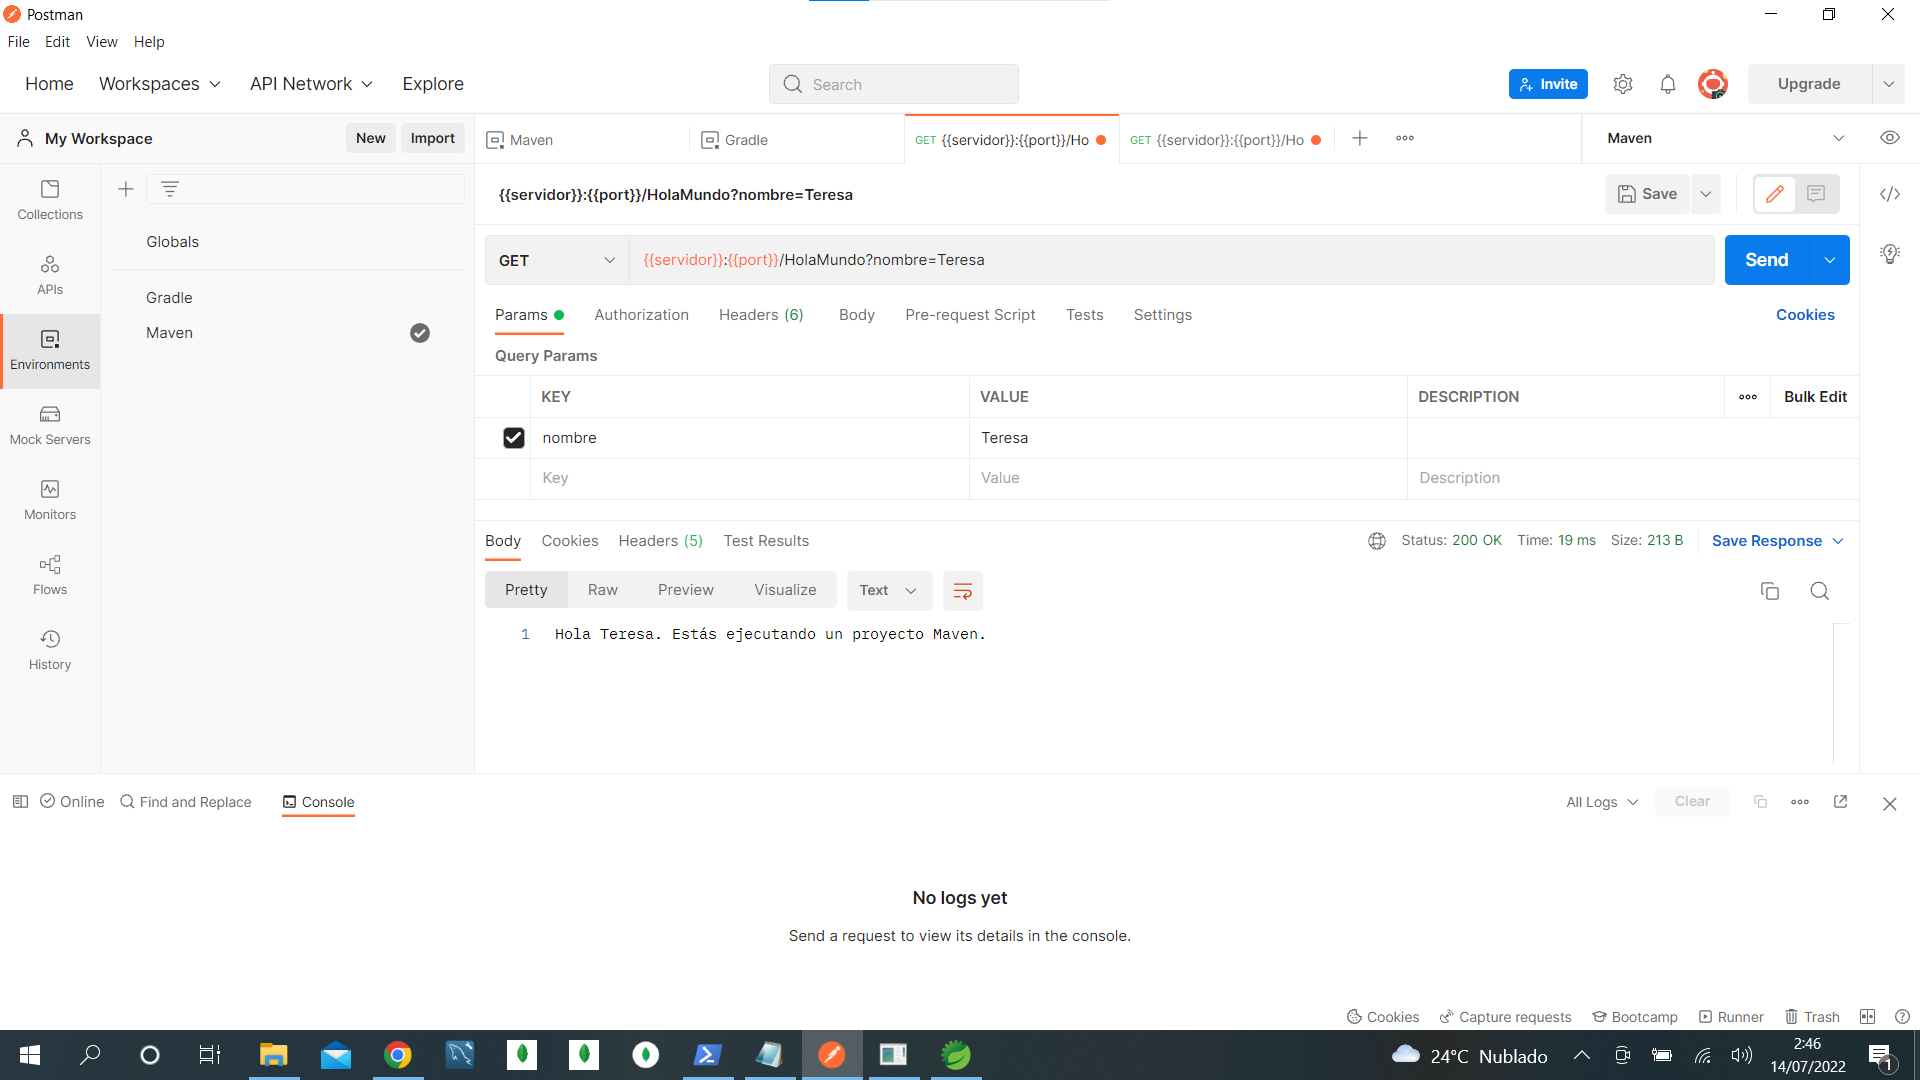 Postman
File Edit View Help
Home Workspaces API Network Explore Search Invite Upgrade
My Workspace New Import Maven Gradle GET {{servidor}}:{{port}}/Ho GET {{servidor}}:{{port}}/Ho Maven
{{servidor}}:{{port}}/HolaMundo?nombre=Teresa Save
Collections
Globals
GET {{servidor}}:{{port}}/HolaMundo?nombre=Teresa Send
APIs
Gradle
Maven
Environments
Params Authorization Headers (6) Body Pre-request Script Tests Settings Cookies
Query Params
KEY VALUE DESCRIPTION Bulk Edit
nombre Teresa
Key Value Description
Mock Servers
Monitors
Flows
History
Body Cookies Headers (5) Test Results Status: 200 OK Time: 19 ms Size: 213 B Save Response
Pretty Raw Preview Visualize Text
1 Hola Teresa. Estás ejecutando un proyecto Maven.
Online Find and Replace Console All Logs Clear
No logs yet
Send a request to view its details in the console.
Cookies Capture requests Bootcamp Runner Trash
24°C Nublado 2:46
14/07/2022 1